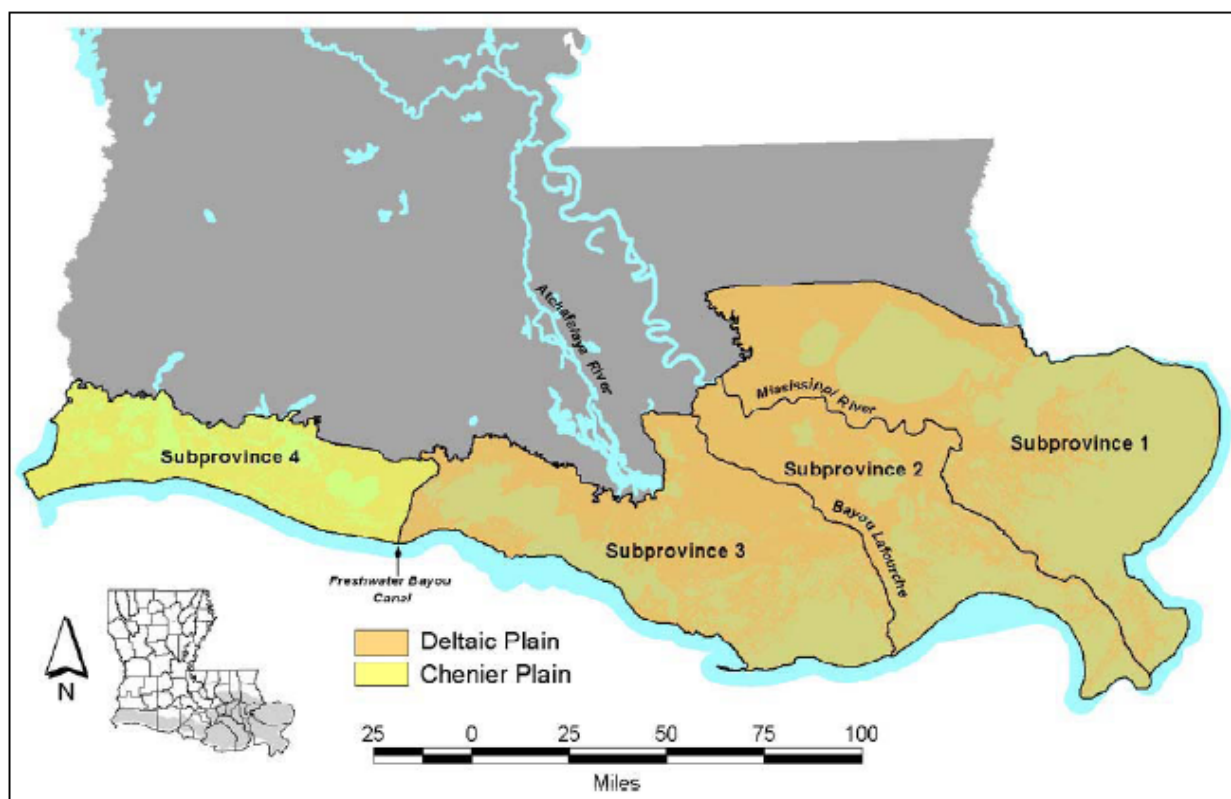 Atchafalaya River
Mississippi River
Subprovince 4
Subprovince 1
Subprovince 2
Bayou Lafourche
Subprovince 3
Freshwater Bayou
Canal
Deltaic Plain
Chenier Plain
N
25 0 25 50 75 100
Miles